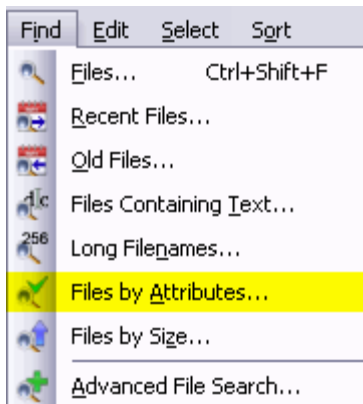 Find Edit Select Sort
Files... Ctrl+Shift+F
Recent Files...
Old Files...
Files Containing Text...
256 Long Filenames...
Files by Attributes...
Files by Size...
Advanced File Search...